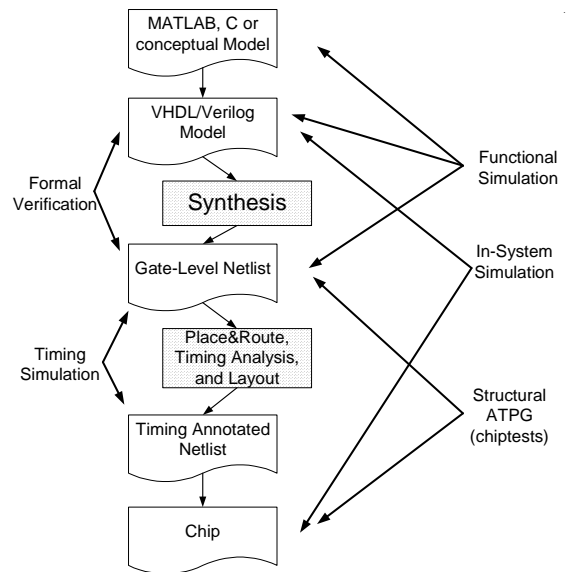 MATLAB, C or
conceptual Model
VHDL/Verilog
Model
Functional
Simulation
Formal
Verification
Synthesis
In-System
Simulation
Gate-Level Netlist
Place&Route,
Timing Analysis,
and Layout
Timing
Simulation
Structural
ATPG
(chiptests)
Timing Annotated
Netlist
Chip